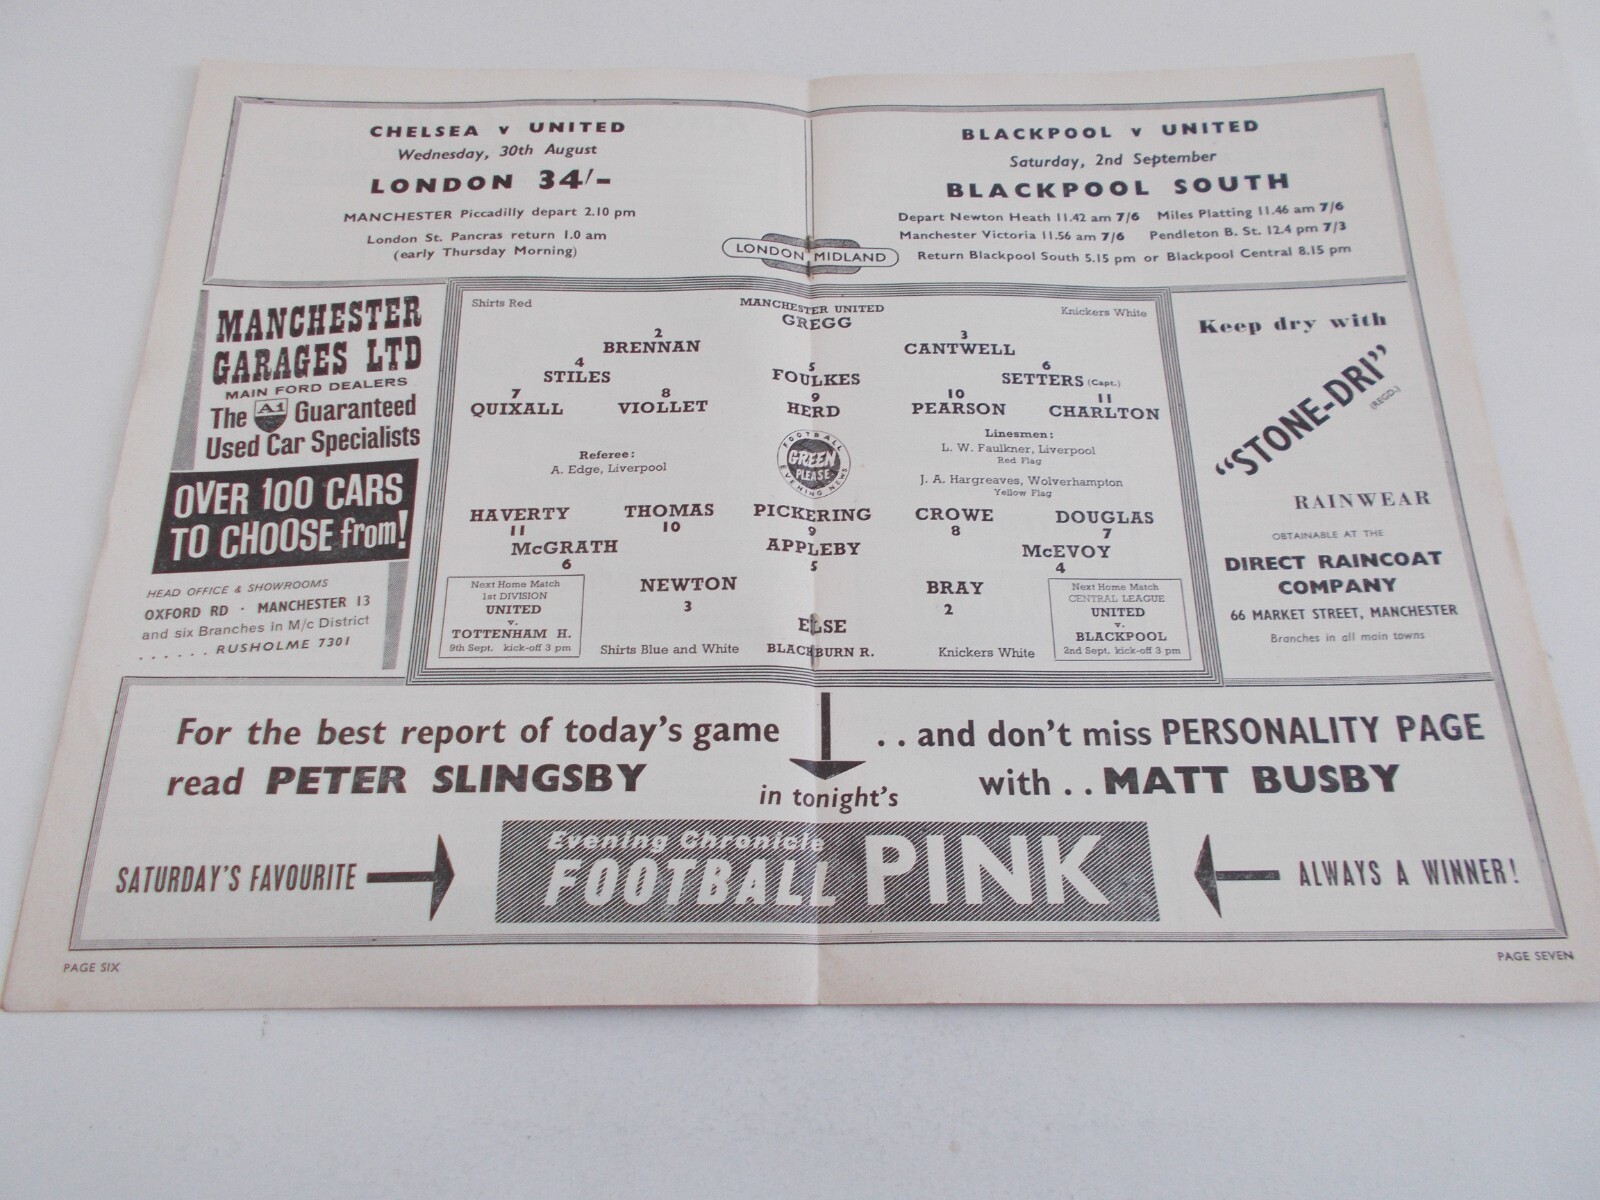 CHELSEA v UNITED
Wednesday, 30th August
LONDON 34/-
MANCHESTER Piccadilly depart 2.10 pm
London St. Pancras return 1.0 am
(early Thursday Morning)
BLACKPOOL v UNITED
Saturday, 2nd September
BLACKPOOL SOUTH
Depart Newton Heath 11.42 am 7/6 Miles Platting 11.46 am 7/6
Manchester Victoria 11.56 am 7/6 Pendleton B. St. 12.4 pm 7/3
Return Blackpool South 5.15 pm or Blackpool Central 8.15 pm
LONDON MIDLAND
MANCHESTER
GARAGES LTD
MAIN FORD DEALERS
The A1 Guaranteed
Used Car Specialists
OVER 100 CARS
TO CHOOSE from!
HEAD OFFICE & SHOWROOMS
OXFORD RD · MANCHESTER 13
and six Branches in M/c District
. . . . . . RUSHOLME 7301
Shirts Red MANCHESTER UNITED Knickers White
GREGG
2 3
BRENNAN CANTWELL
4 5 6
STILES FOULKES SETTERS (Capt.)
7 8 9 10 11
QUIXALL VIOLLET HERD PEARSON CHARLTON
Referee:
A. Edge, Liverpool
FOOTBALL
GREEN
PLEASE
EVENING NEWS
Linesmen:
L. W. Faulkner, Liverpool
Red Flag
J. A. Hargreaves, Wolverhampton
Yellow Flag
HAVERTY THOMAS PICKERING CROWE DOUGLAS
11 10 9 8 7
McGRATH APPLEBY McEVOY
6 5 4
NEWTON BRAY
3 2
ELSE
Shirts Blue and White BLACKBURN R. Knickers White
Next Home Match
1st DIVISION
UNITED
v.
TOTTENHAM H.
9th Sept. kick-off 3 pm
Next Home Match
CENTRAL LEAGUE
UNITED
v.
BLACKPOOL
2nd Sept. kick-off 3 pm
Keep dry with
"STONE-DRI"
(REGD.)
RAINWEAR
OBTAINABLE AT THE
DIRECT RAINCOAT
COMPANY
66 MARKET STREET, MANCHESTER
Branches in all main towns
For the best report of today's game
read PETER SLINGSBY
. . and don't miss PERSONALITY PAGE
with . . MATT BUSBY
in tonight's
SATURDAY'S FAVOURITE
Evening Chronicle
FOOTBALL PINK
ALWAYS A WINNER!
PAGE SIX
PAGE SEVEN